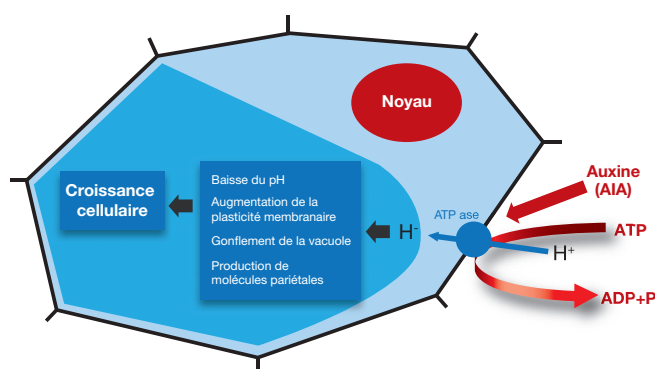 Noyau
Auxine
(AIA)
Croissance
cellulaire
Baisse du pH
Augmentation de la
plasticité membranaire
Gonflement de la vacuole
Production de
molécules pariétales
H-
ATP ase
ATP
H+
ADP+P